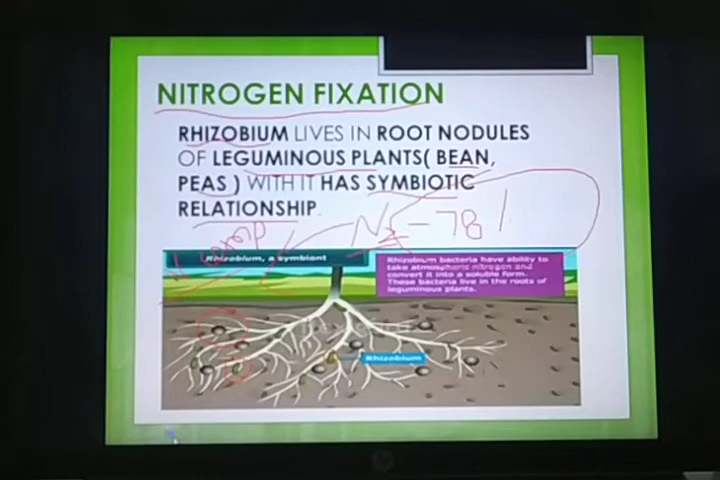 NITROGEN FIXATION
RHIZOBIUM LIVES IN ROOT NODULES
OF LEGUMINOUS PLANTS( BEAN,
PEAS ) WITH IT HAS SYMBIOTIC
RELATIONSHIP.
N2 - 78%
N comp
Rhizobium, a symbiont
Rhizobium bacteria have ability to
take atmospheric nitrogen and
convert it into a soluble form.
These bacteria live in the roots of
leguminous plants.
Rhizobium